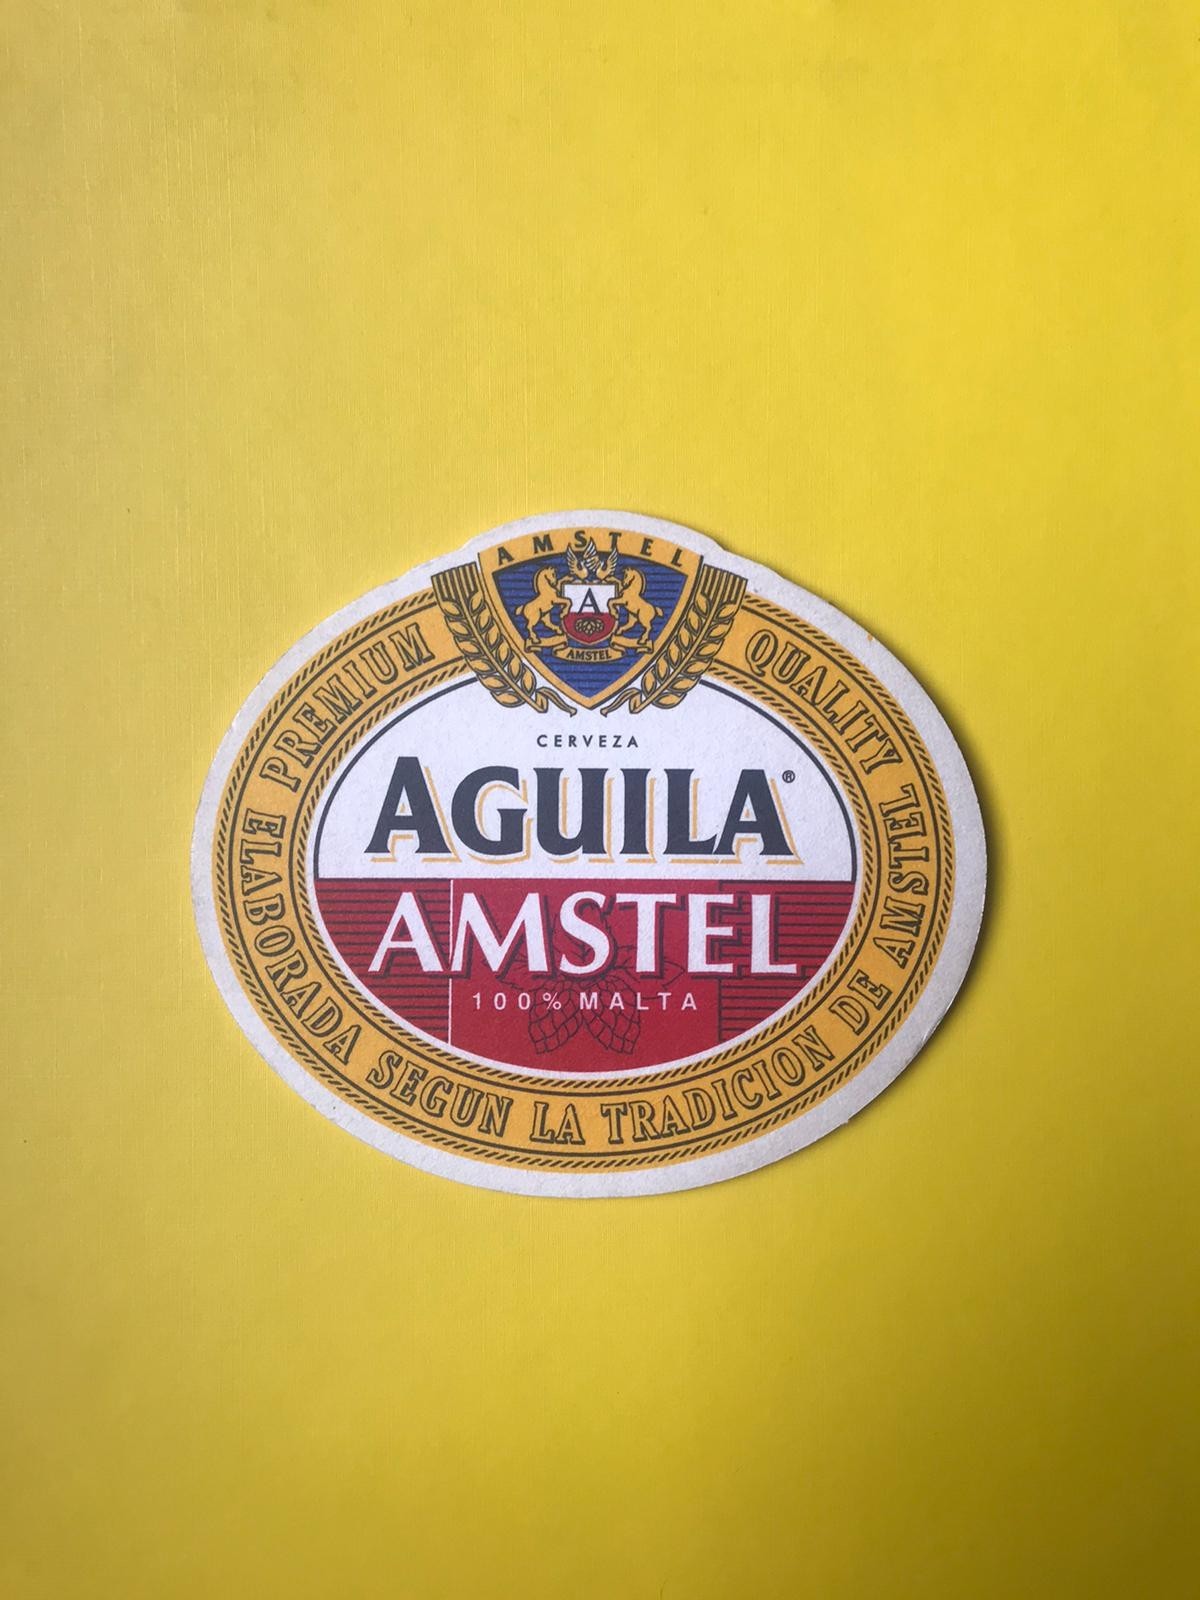 AMSTEL
A
AMSTEL
PREMIUM QUALITY
CERVEZA
AGUILA®
AMSTEL
100% MALTA
ELABORADA SEGUN LA TRADICION DE AMSTEL